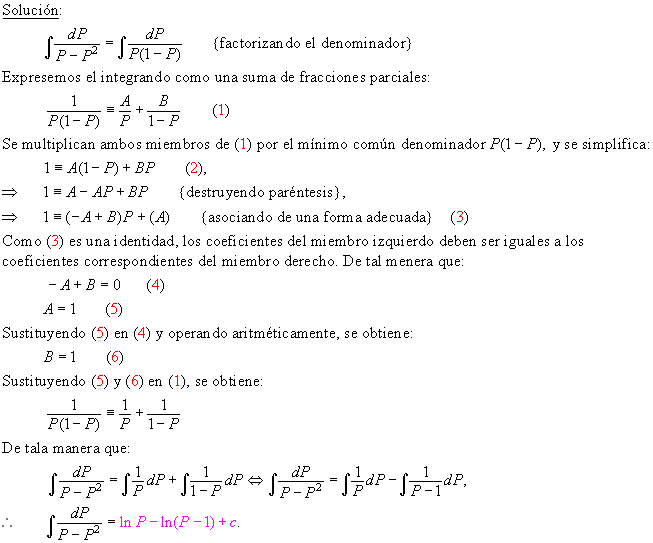 Solución:
∫ dP/(P − P²) = ∫ dP/(P(1 − P)) {factorizando el denominador}
Expresemos el integrando como una suma de fracciones parciales:
1/(P(1 − P)) ≡ A/P + B/(1 − P) (1)
Se multiplican ambos miembros de (1) por el mínimo común denominador P(1 − P), y se simplifica:
1 ≡ A(1 − P) + BP (2),
⇒ 1 ≡ A − AP + BP {destruyendo paréntesis},
⇒ 1 ≡ (−A + B)P + (A) {asociando de una forma adecuada} (3)
Como (3) es una identidad, los coeficientes del miembro izquierdo deben ser iguales a los
coeficientes correspondientes del miembro derecho. De tal menera que:
−A + B = 0 (4)
A = 1 (5)
Sustituyendo (5) en (4) y operando aritméticamente, se obtiene:
B = 1 (6)
Sustituyendo (5) y (6) en (1), se obtiene:
1/(P(1 − P)) ≡ 1/P + 1/(1 − P)
De tala manera que:
∫ dP/(P − P²) = ∫ 1/P dP + ∫ 1/(1 − P) dP ⇔ ∫ dP/(P − P²) = ∫ 1/P dP − ∫ 1/(P − 1) dP,
∴ ∫ dP/(P − P²) = ln P − ln(P − 1) + c.